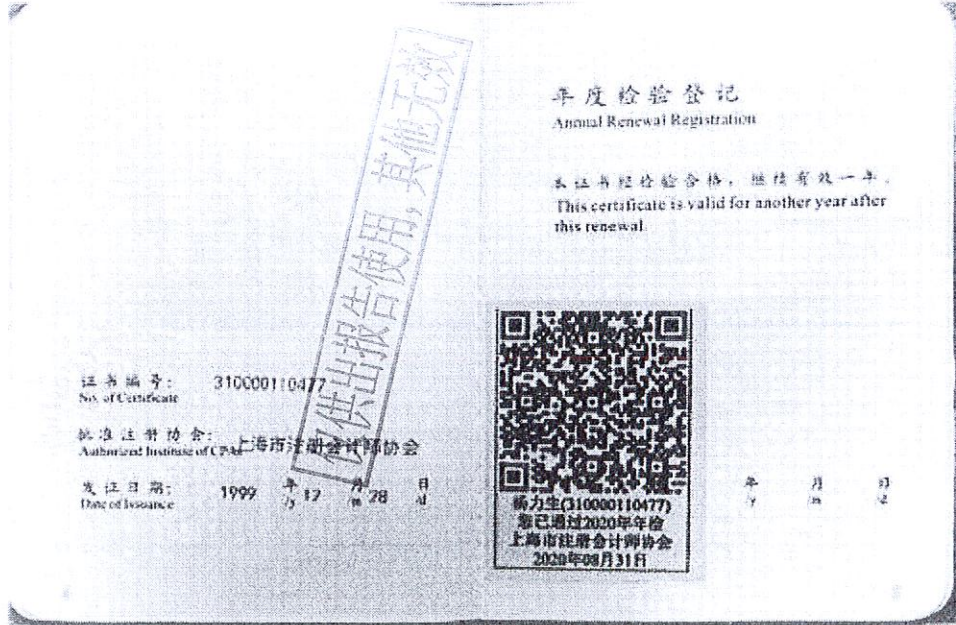 仅供出报告使用，其他无效
证书编号： 310000110477
No. of Certificate
批准注册协会： 上海市注册会计师协会
Authorized Institute of CPAs
发证日期： 1999 年 12 月 28 日
Date of Issuance /y /m /d
年度检验登记
Annual Renewal Registration
本证书经检验合格，继续有效一年。
This certificate is valid for another year after
this renewal.
杨力生(310000110477)
您已通过2020年年检
上海市注册会计师协会
2020年08月31日
年 月 日
/y /m /d